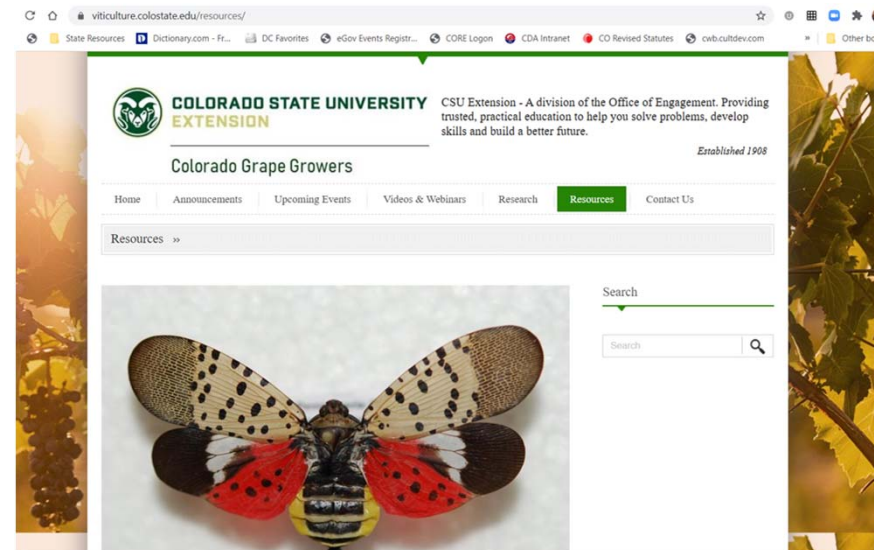 viticulture.colostate.edu/resources/
State Resources Dictionary.com - Fr... DC Favorites eGov Events Registr... CORE Logon CDA Intranet CO Revised Statutes cwb.cultdev.com » Other bo
COLORADO STATE UNIVERSITY
EXTENSION
Colorado Grape Growers
CSU Extension - A division of the Office of Engagement. Providing
trusted, practical education to help you solve problems, develop
skills and build a better future.
Established 1908
Home Announcements Upcoming Events Videos & Webinars Research Resources Contact Us
Resources »
Search
Search